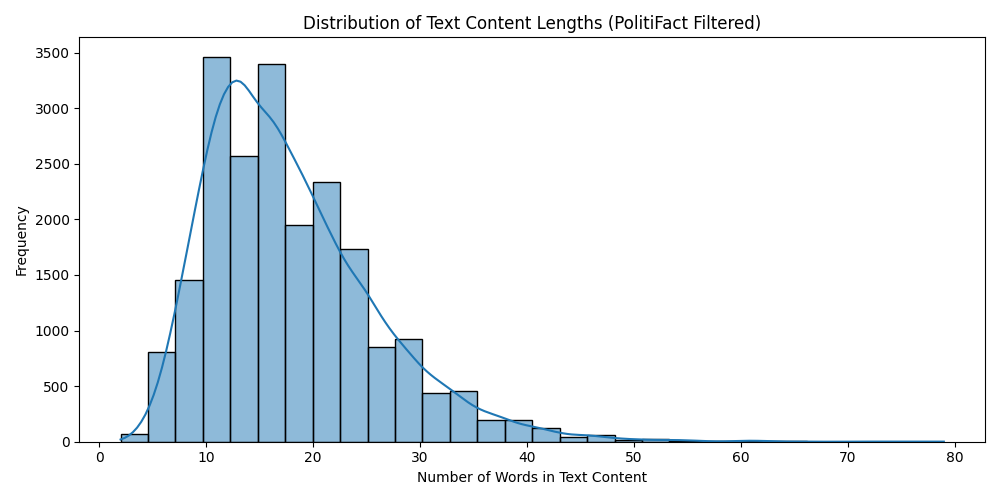 Distribution of Text Content Lengths (PolitiFact Filtered)
Frequency
3500
3000
2500
2000
1500
1000
500
0
0 10 20 30 40 50 60 70 80
Number of Words in Text Content